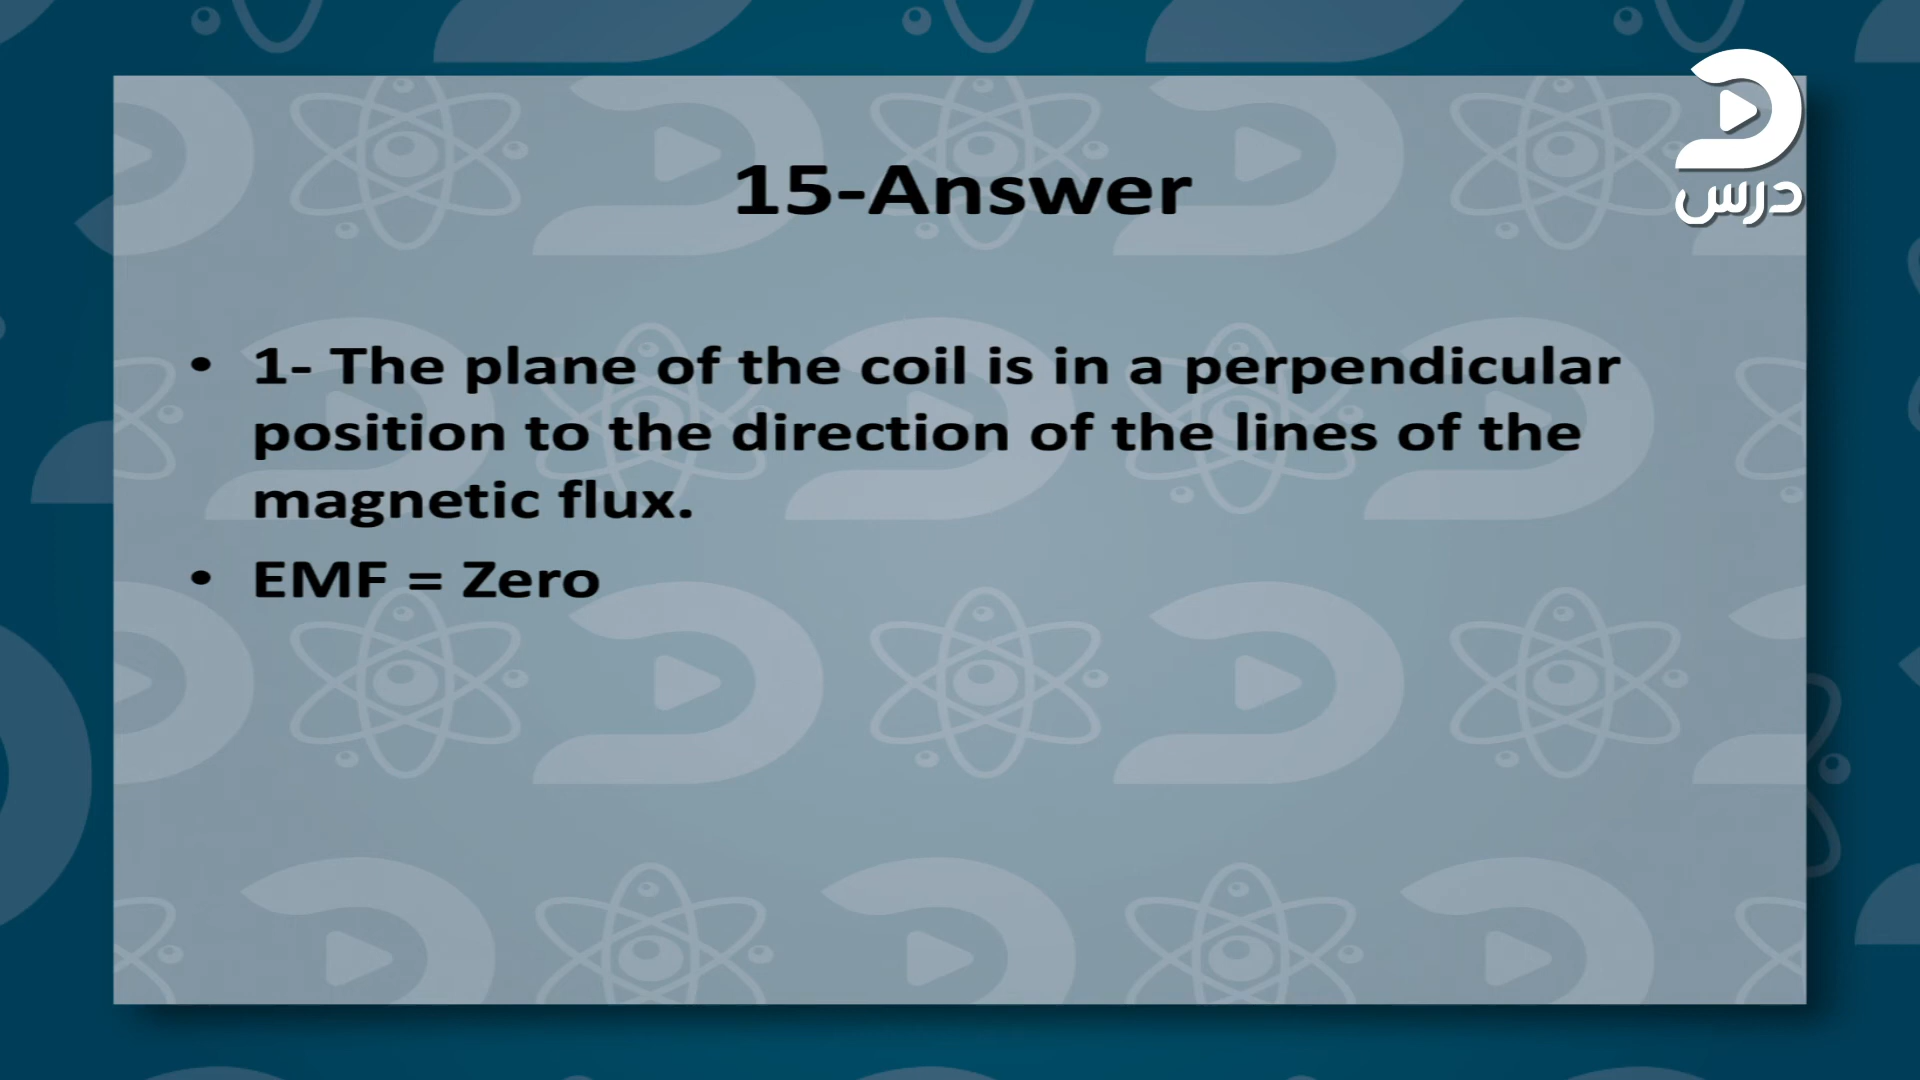 درس
15-Answer
• 1- The plane of the coil is in a perpendicular
position to the direction of the lines of the
magnetic flux.
• EMF = Zero